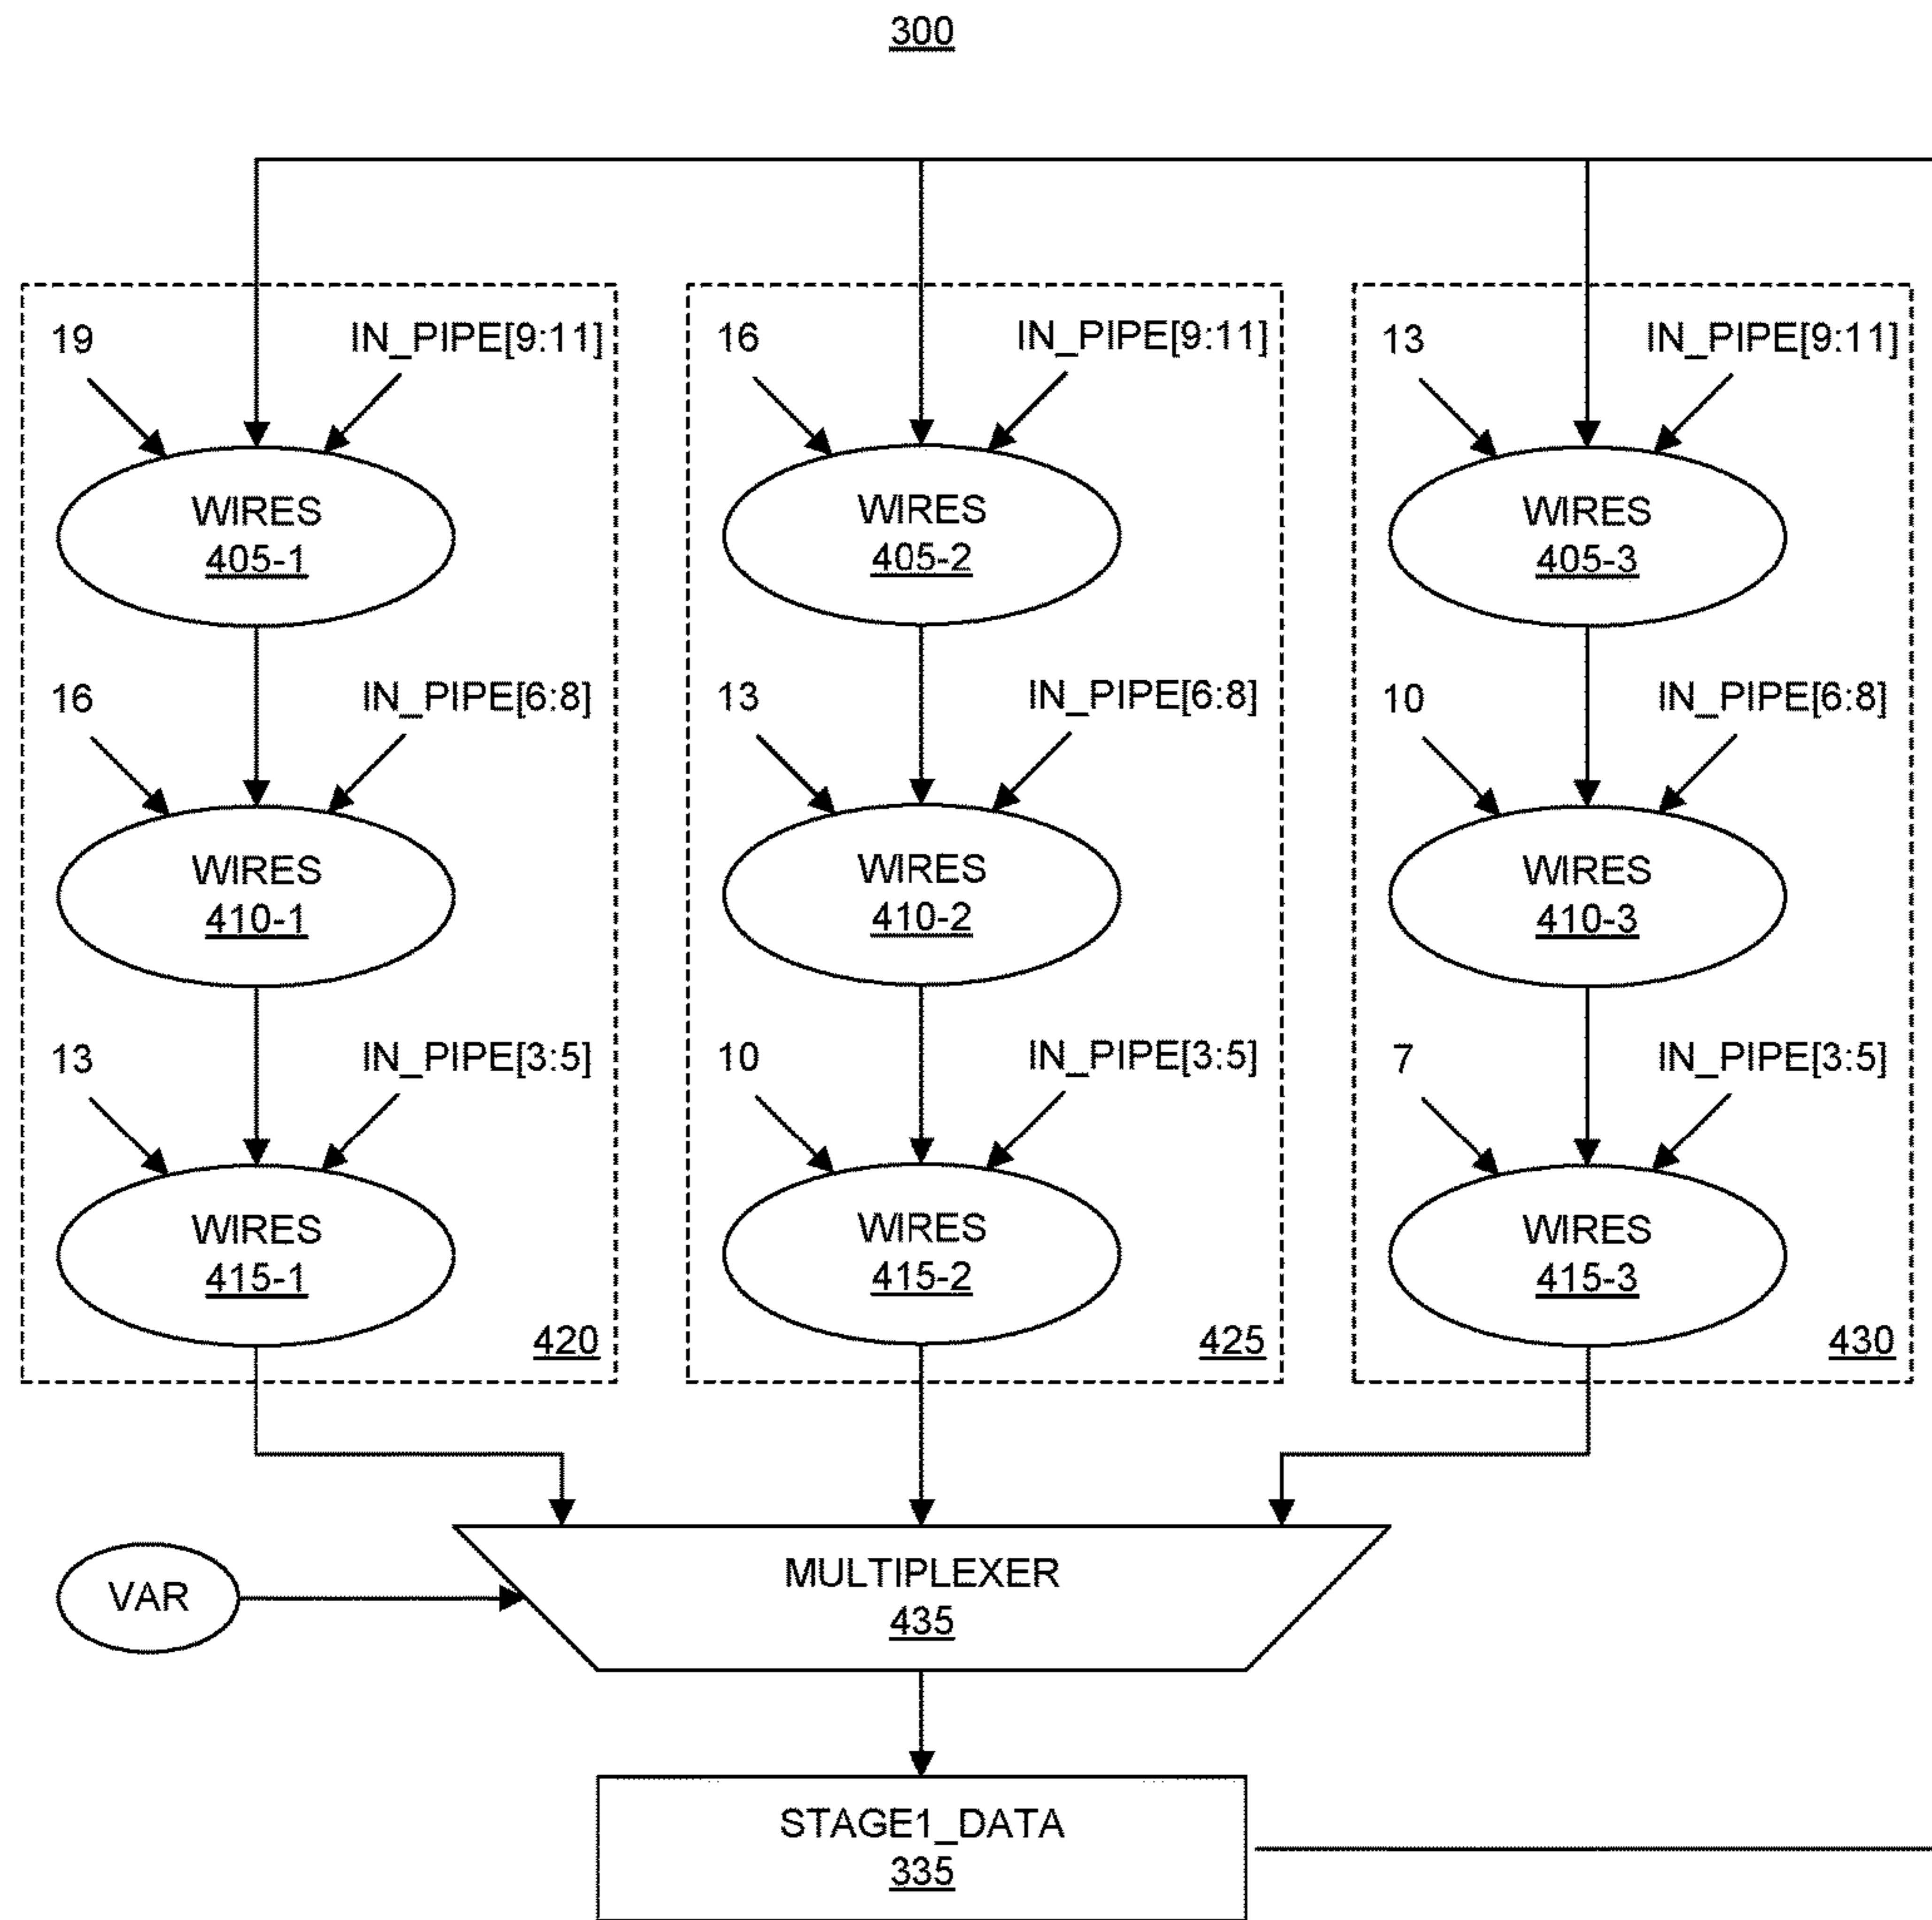 300
19
IN_PIPE[9:11]
WIRES
405-1
16
IN_PIPE[6:8]
WIRES
410-1
13
IN_PIPE[3:5]
WIRES
415-1
420
16
IN_PIPE[9:11]
WIRES
405-2
13
IN_PIPE[6:8]
WIRES
410-2
10
IN_PIPE[3:5]
WIRES
415-2
425
13
IN_PIPE[9:11]
WIRES
405-3
10
IN_PIPE[6:8]
WIRES
410-3
7
IN_PIPE[3:5]
WIRES
415-3
430
VAR
MULTIPLEXER
435
STAGE1_DATA
335